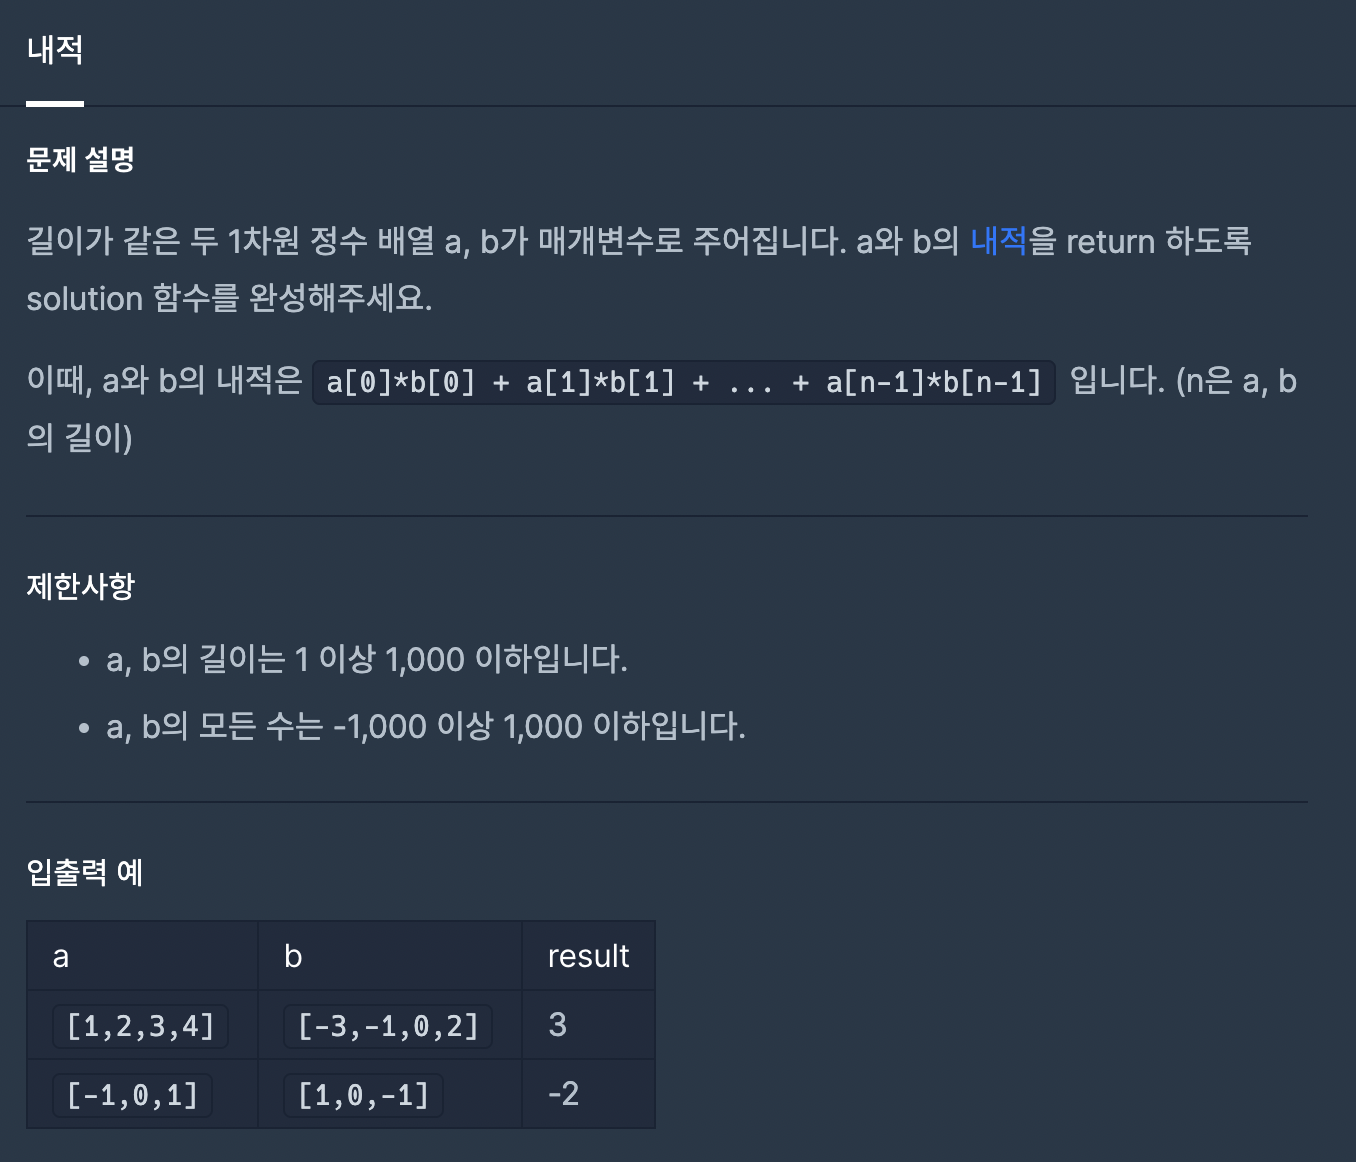 내적
문제 설명
길이가 같은 두 1차원 정수 배열 a, b가 매개변수로 주어집니다. a와 b의 내적을 return 하도록
solution 함수를 완성해주세요.
이때, a와 b의 내적은 a[0]*b[0] + a[1]*b[1] + ... + a[n-1]*b[n-1] 입니다. (n은 a, b
의 길이)
제한사항
• a, b의 길이는 1 이상 1,000 이하입니다.
• a, b의 모든 수는 -1,000 이상 1,000 이하입니다.
입출력 예
a b result
[1,2,3,4] [-3,-1,0,2] 3
[-1,0,1] [1,0,-1] -2